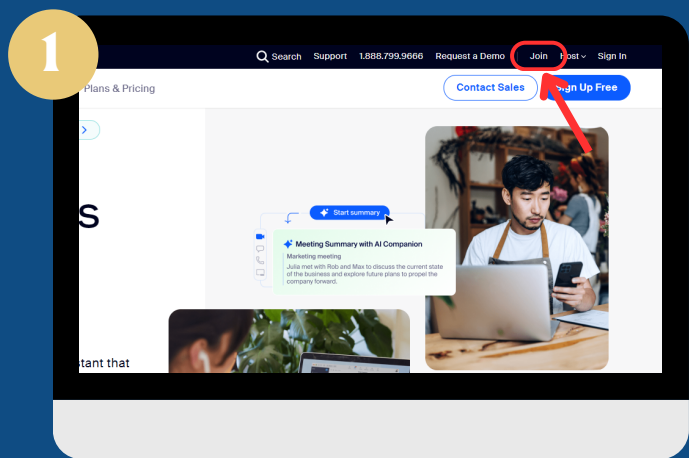 1
Search Support 1.888.799.9666 Request a Demo Join Host Sign In
Plans & Pricing
Contact Sales
Sign Up Free
s
Start summary
Meeting Summary with AI Companion
Marketing meeting
Julia met with Rob and Max to discuss the current state
of the business and explore future plans to propel the
company forward.
stant that